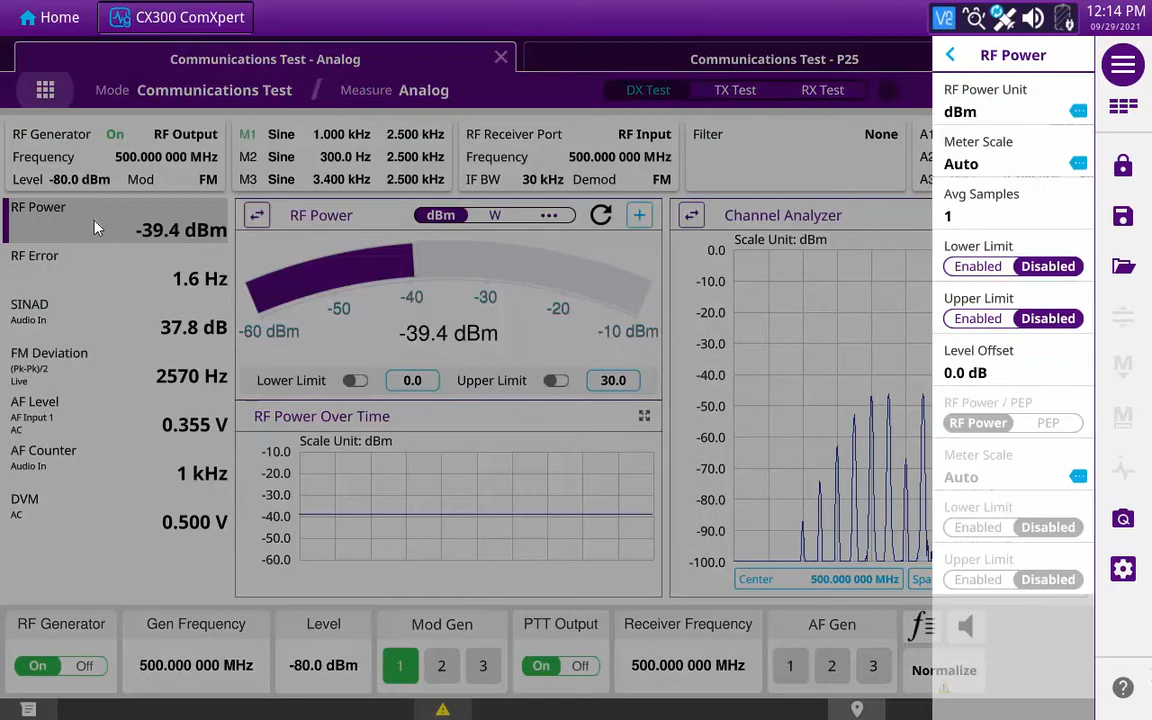 Home
CX300 ComXpert
12:14 PM
09/29/2021
Communications Test - Analog
Communications Test - P25
Mode Communications Test / Measure Analog
DX Test TX Test RX Test
RF Generator On RF Output
Frequency 500.000 000 MHz
Level -80.0 dBm Mod FM
M1 Sine 1.000 kHz 2.500 kHz
M2 Sine 300.0 Hz 2.500 kHz
M3 Sine 3.400 kHz 2.500 kHz
RF Receiver Port RF Input
Frequency 500.000 000 MHz
IF BW 30 kHz Demod FM
Filter None
A1
A2
RF Power
-39.4 dBm
RF Error
1.6 Hz
SINAD
Audio In
37.8 dB
FM Deviation
(Pk-Pk)/2
Live
2570 Hz
AF Level
AF Input 1
AC
0.355 V
AF Counter
Audio In
1 kHz
DVM
AC
0.500 V
RF Power dBm W •••
-60 dBm -50 -40 -30 -20 -10 dBm
-39.4 dBm
Lower Limit 0.0 Upper Limit 30.0
RF Power Over Time
Scale Unit: dBm
-10.0
-20.0
-30.0
-40.0
-50.0
-60.0
Channel Analyzer
Scale Unit: dBm
0.0
-10.0
-20.0
-30.0
-40.0
-50.0
-60.0
-70.0
-80.0
-90.0
-100.0
Center 500.000 000 MHz Spa
RF Power
RF Power Unit
dBm
Meter Scale
Auto
Avg Samples
1
Lower Limit
Enabled Disabled
Upper Limit
Enabled Disabled
Level Offset
0.0 dB
RF Power / PEP
RF Power PEP
Meter Scale
Auto
Lower Limit
Enabled Disabled
Upper Limit
Enabled Disabled
RF Generator
On Off
Gen Frequency
500.000 000 MHz
Level
-80.0 dBm
Mod Gen
1 2 3
PTT Output
On Off
Receiver Frequency
500.000 000 MHz
AF Gen
1 2 3
Normalize